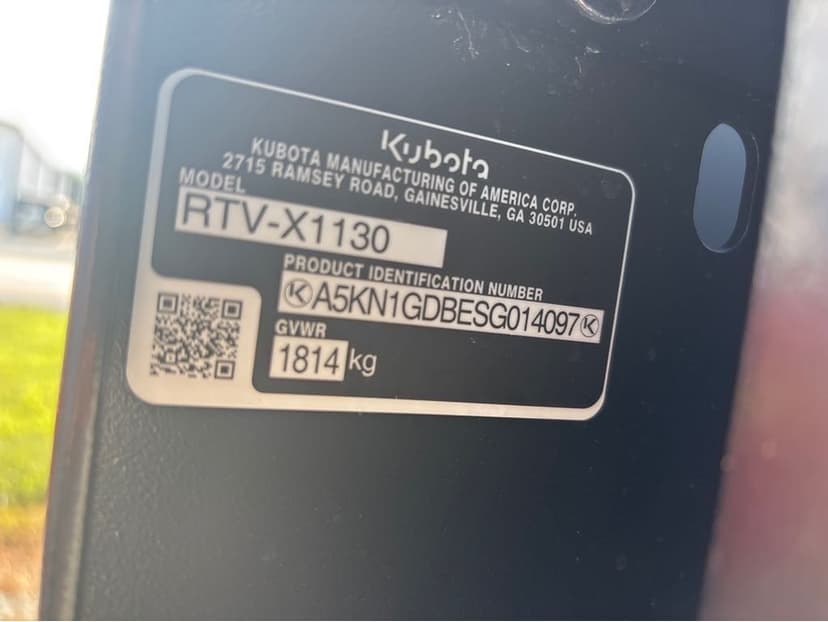 Kubota
KUBOTA MANUFACTURING OF AMERICA CORP.
2715 RAMSEY ROAD, GAINESVILLE, GA 30501 USA
MODEL
RTV-X1130
PRODUCT IDENTIFICATION NUMBER
K A5KN1GDBESG014097 K
GVWR
1814 kg